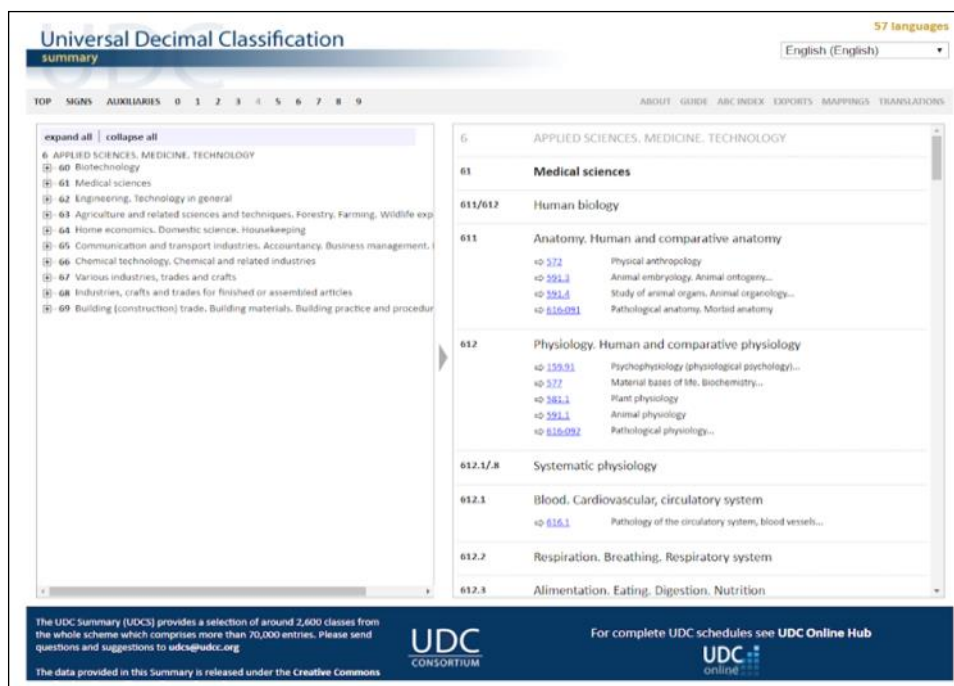 57 languages
Universal Decimal Classification
summary
English (English)
TOP SIGNS AUXILIARIES 0 1 2 3 4 5 6 7 8 9
ABOUT GUIDE ABC INDEX EXPORTS MAPPINGS TRANSLATIONS
expand all | collapse all
6 APPLIED SCIENCES. MEDICINE. TECHNOLOGY
60 Biotechnology
61 Medical sciences
62 Engineering. Technology in general
63 Agriculture and related sciences and techniques. Forestry. Farming. Wildlife exp
64 Home economics. Domestic science. Housekeeping
65 Communication and transport industries. Accountancy. Business management.
66 Chemical technology. Chemical and related industries
67 Various industries, trades and crafts
68 Industries, crafts and trades for finished or assembled articles
69 Building (construction) trade. Building materials. Building practice and procedur
6 APPLIED SCIENCES. MEDICINE. TECHNOLOGY
61 Medical sciences
611/612 Human biology
611 Anatomy. Human and comparative anatomy
⇨ 572 Physical anthropology
⇨ 591.3 Animal embryology. Animal ontogeny...
⇨ 591.4 Study of animal organs. Animal organology...
⇨ 616-091 Pathological anatomy. Morbid anatomy
612 Physiology. Human and comparative physiology
⇨ 159.91 Psychophysiology (physiological psychology)...
⇨ 577 Material bases of life. Biochemistry...
⇨ 581.1 Plant physiology
⇨ 591.1 Animal physiology
⇨ 616-092 Pathological physiology...
612.1/.8 Systematic physiology
612.1 Blood. Cardiovascular, circulatory system
⇨ 616.1 Pathology of the circulatory system, blood vessels...
612.2 Respiration. Breathing. Respiratory system
612.3 Alimentation. Eating. Digestion. Nutrition
The UDC Summary (UDCS) provides a selection of around 2,600 classes from
the whole scheme which comprises more than 70,000 entries. Please send
questions and suggestions to udcs@udcc.org
The data provided in this Summary is released under the Creative Commons
UDC
CONSORTIUM
For complete UDC schedules see UDC Online Hub
UDC
online